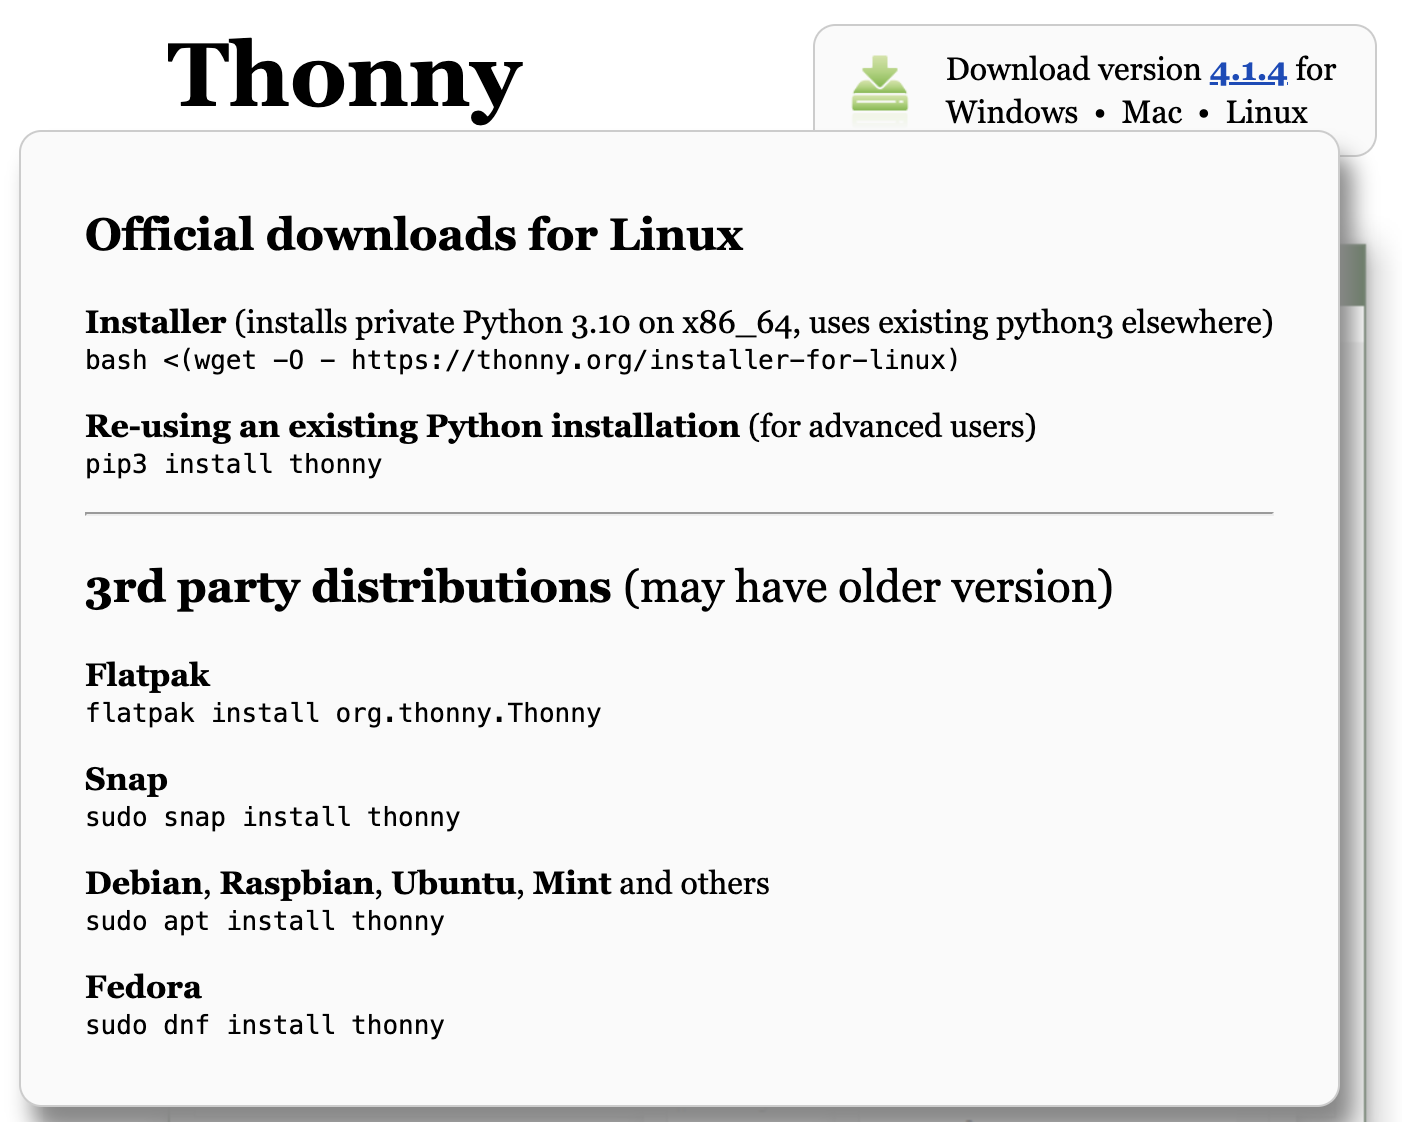 Thonny
Download version 4.1.4 for
Windows • Mac • Linux
Official downloads for Linux
Installer (installs private Python 3.10 on x86_64, uses existing python3 elsewhere)
bash <(wget -O - https://thonny.org/installer-for-linux)
Re-using an existing Python installation (for advanced users)
pip3 install thonny
3rd party distributions (may have older version)
Flatpak
flatpak install org.thonny.Thonny
Snap
sudo snap install thonny
Debian, Raspbian, Ubuntu, Mint and others
sudo apt install thonny
Fedora
sudo dnf install thonny